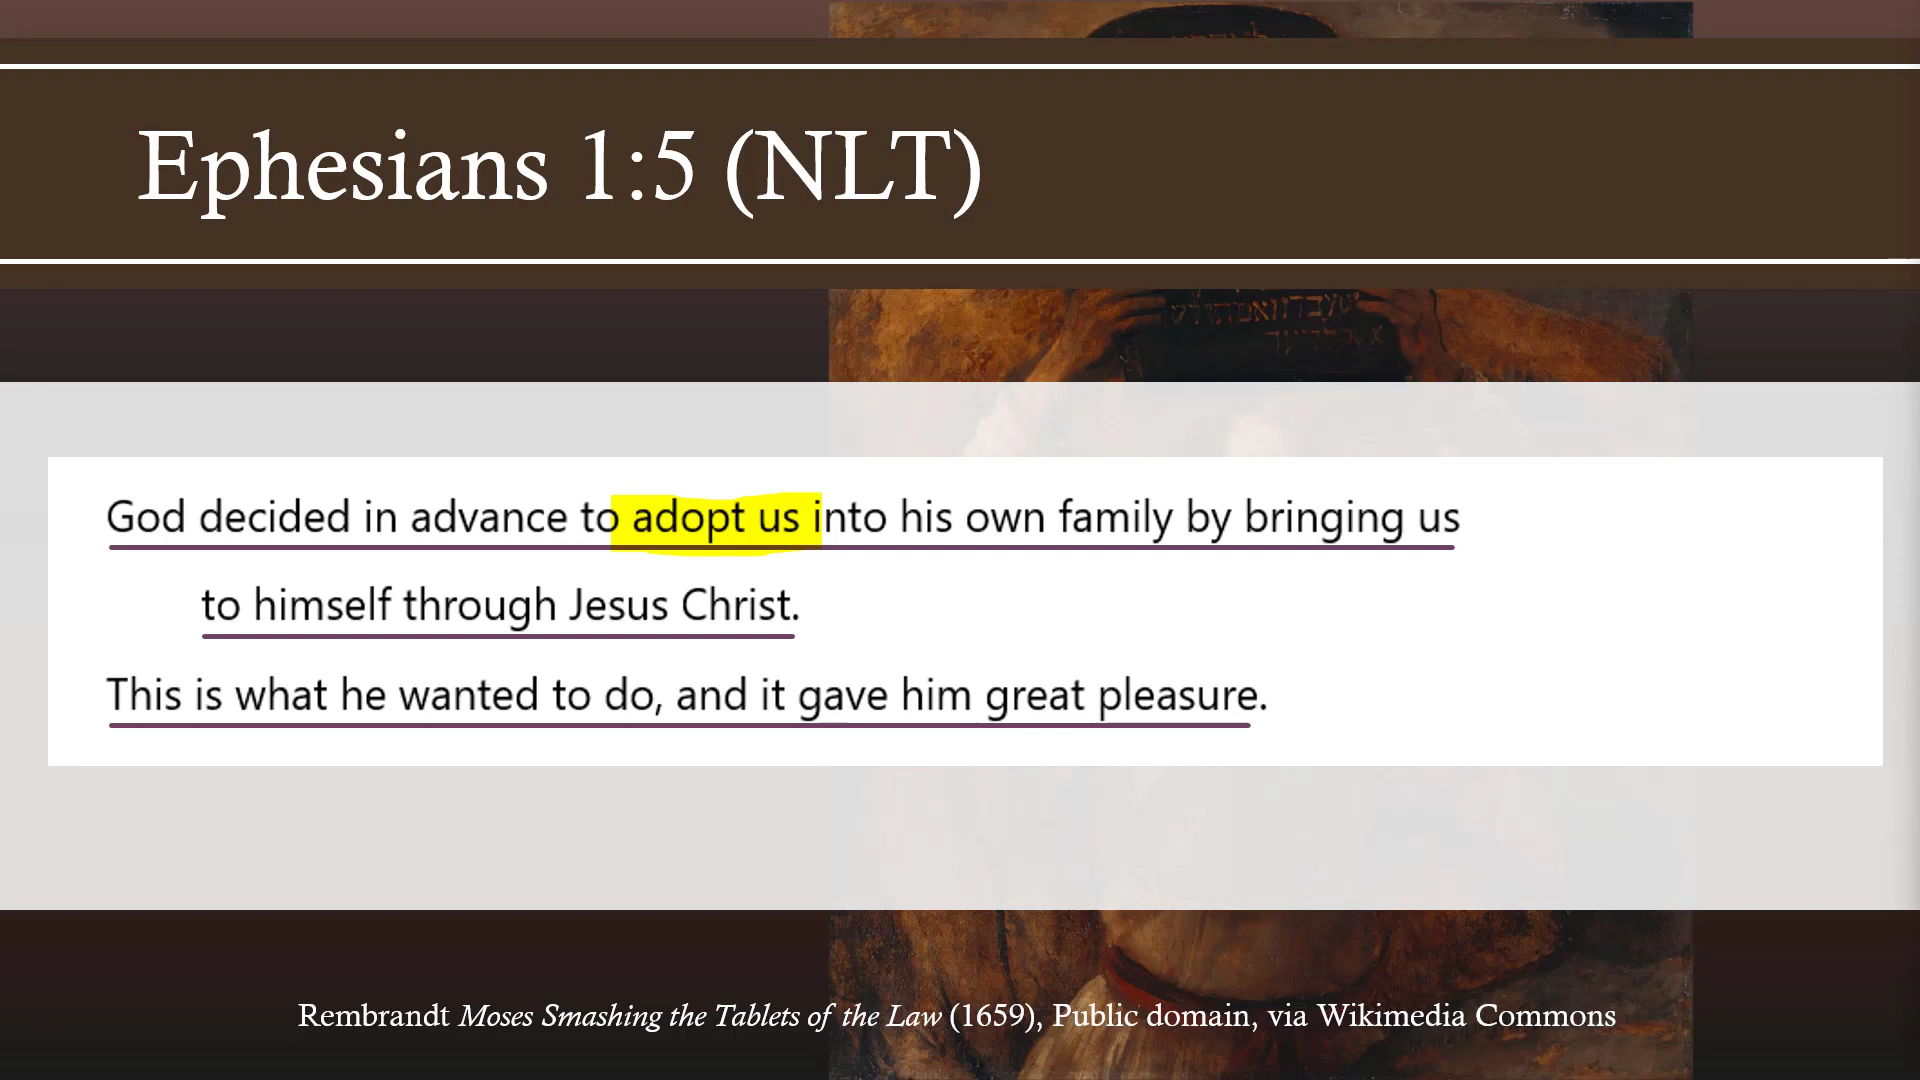 Ephesians 1:5 (NLT)
God decided in advance to adopt us into his own family by bringing us
to himself through Jesus Christ.
This is what he wanted to do, and it gave him great pleasure.
Rembrandt Moses Smashing the Tablets of the Law (1659), Public domain, via Wikimedia Commons